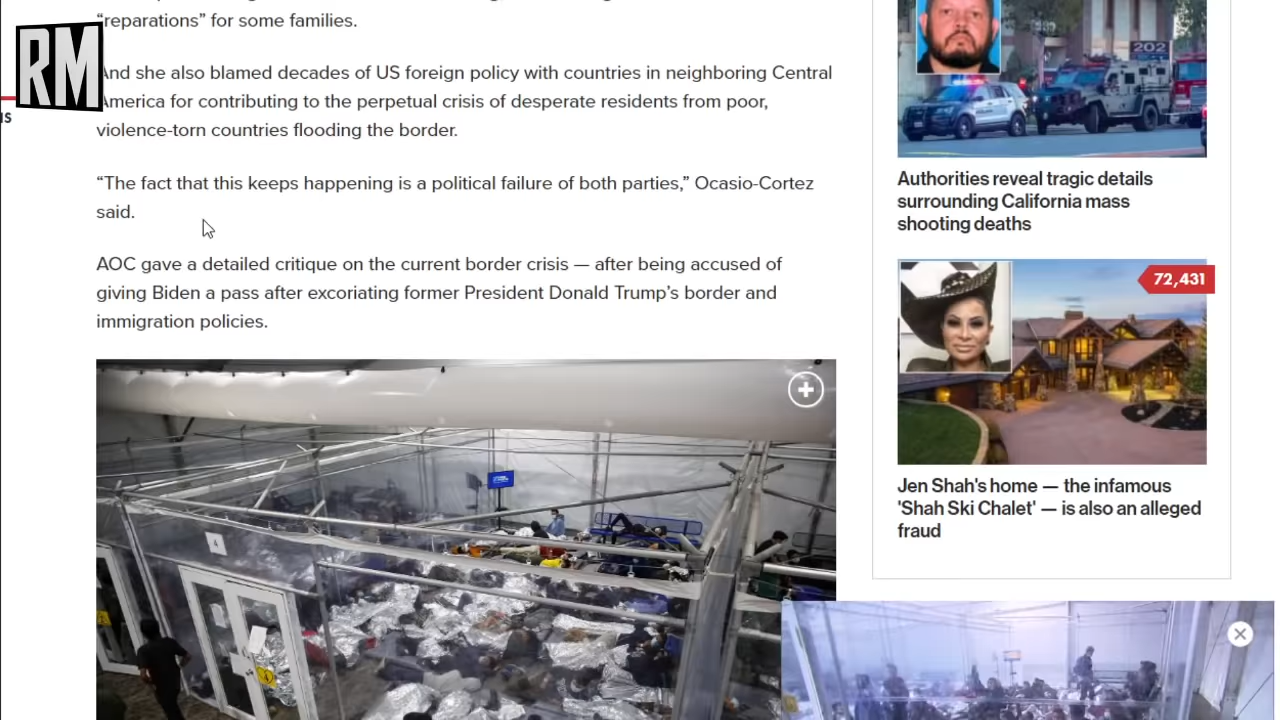 "reparations" for some families.
RM
And she also blamed decades of US foreign policy with countries in neighboring Central
America for contributing to the perpetual crisis of desperate residents from poor,
violence-torn countries flooding the border.
"The fact that this keeps happening is a political failure of both parties," Ocasio-Cortez
said.
AOC gave a detailed critique on the current border crisis — after being accused of
giving Biden a pass after excoriating former President Donald Trump's border and
immigration policies.
4
202
Authorities reveal tragic details
surrounding California mass
shooting deaths
72,431
Jen Shah's home — the infamous
'Shah Ski Chalet' — is also an alleged
fraud